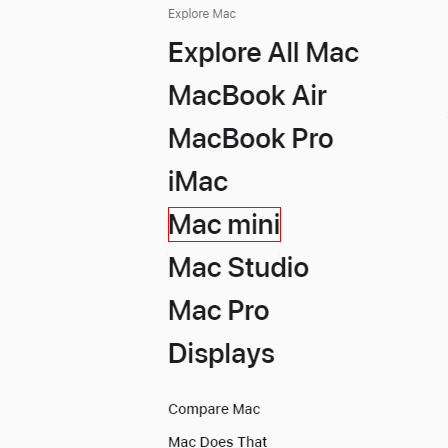 Explore Mac
Explore All Mac
MacBook Air
MacBook Pro
iMac
Mac mini
Mac Studio
Mac Pro
Displays
Compare Mac
Mac Does That